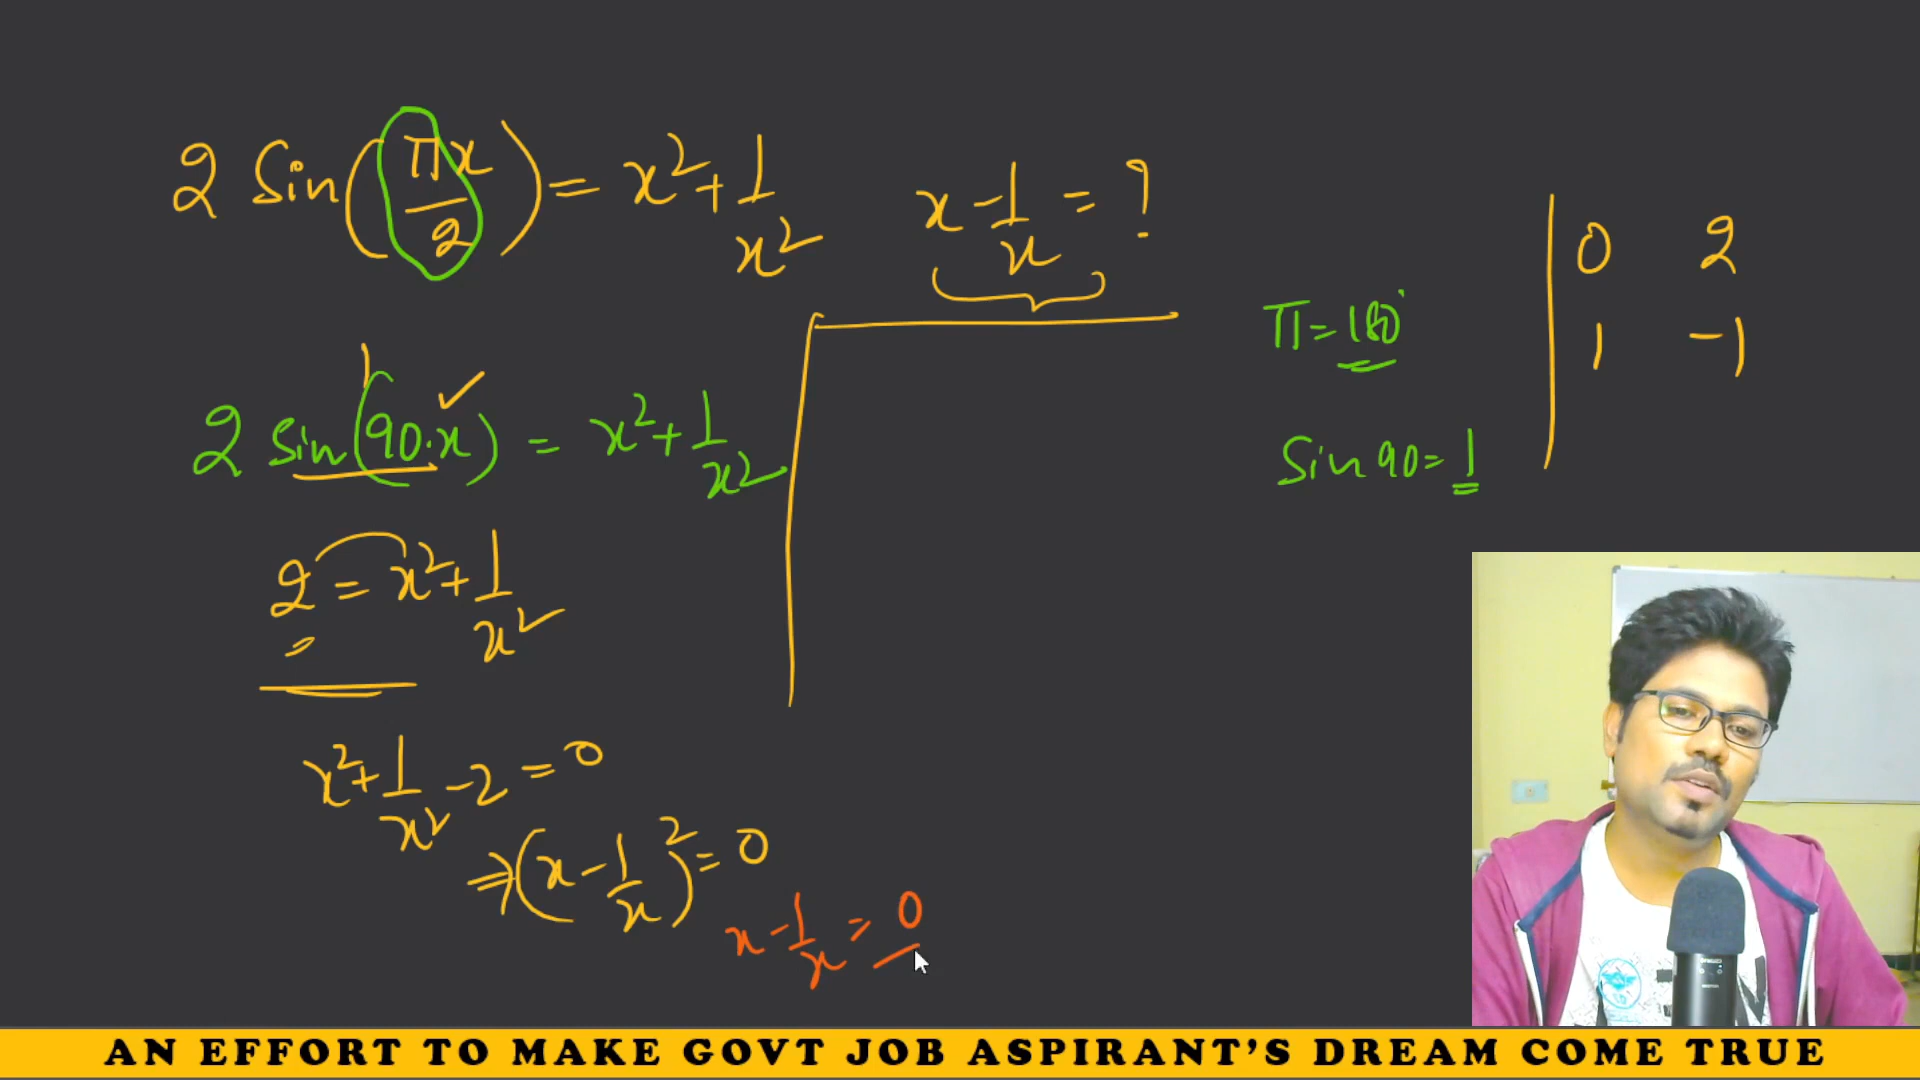 2 Sin(πx/2) = x² + 1/x²
x - 1/x = ?
0 2
1 -1
π = 180°
Sin 90 = 1
1
2 sin(90·x) = x² + 1/x²
2 = x² + 1/x²
x² + 1/x² - 2 = 0
⇒ (x - 1/x)² = 0
x - 1/x = 0
AN EFFORT TO MAKE GOVT JOB ASPIRANT'S DREAM COME TRUE